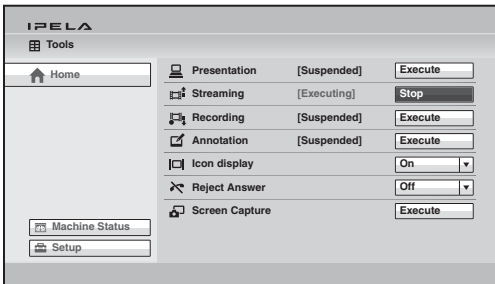 IPELA
Tools
Home
Presentation [Suspended] Execute
Streaming [Executing] Stop
Recording [Suspended] Execute
Annotation [Suspended] Execute
Icon display On
Reject Answer Off
Screen Capture Execute
Machine Status
Setup